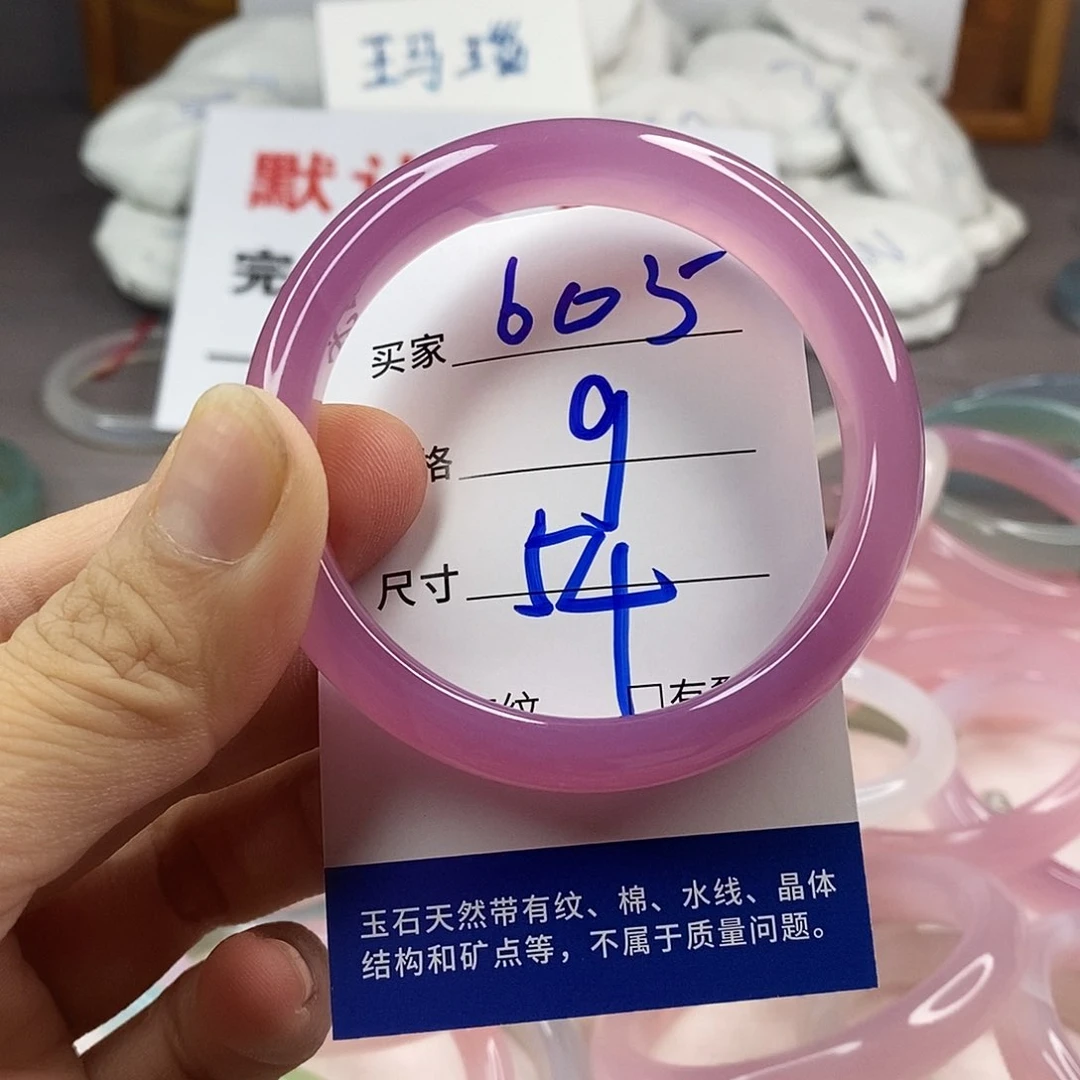 玛瑙
默认
完
买家 605
格 9
尺寸 54
纹 □有
玉石天然带有纹、棉、水线、晶体
结构和矿点等，不属于质量问题。